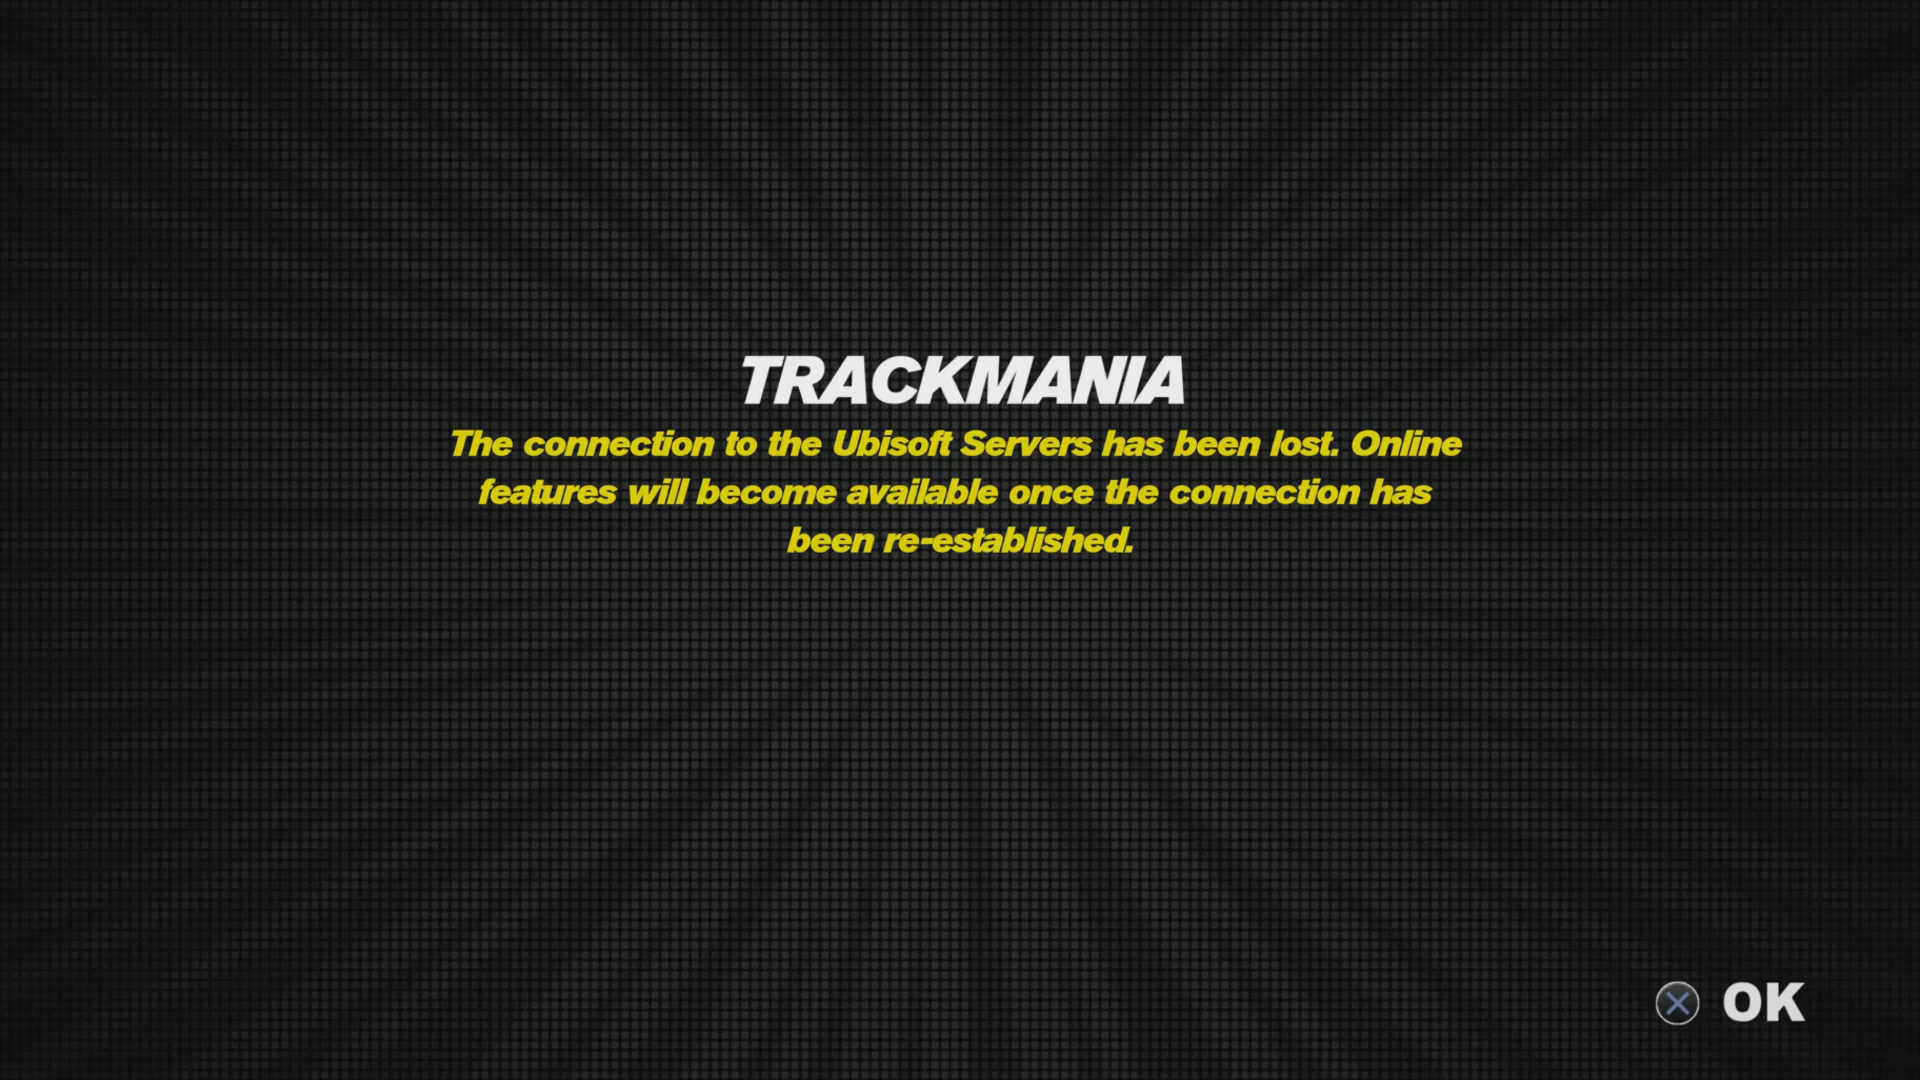 TRACKMANIA
The connection to the Ubisoft Servers has been lost. Online
features will become available once the connection has
been re-established.
OK